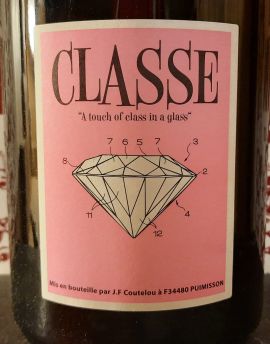 CLASSE
"A touch of class in a glass"
7 6 5 7 3
8
2
11
4
12
Mis en bouteille par J.F Coutelou à F34480 PUIMISSON